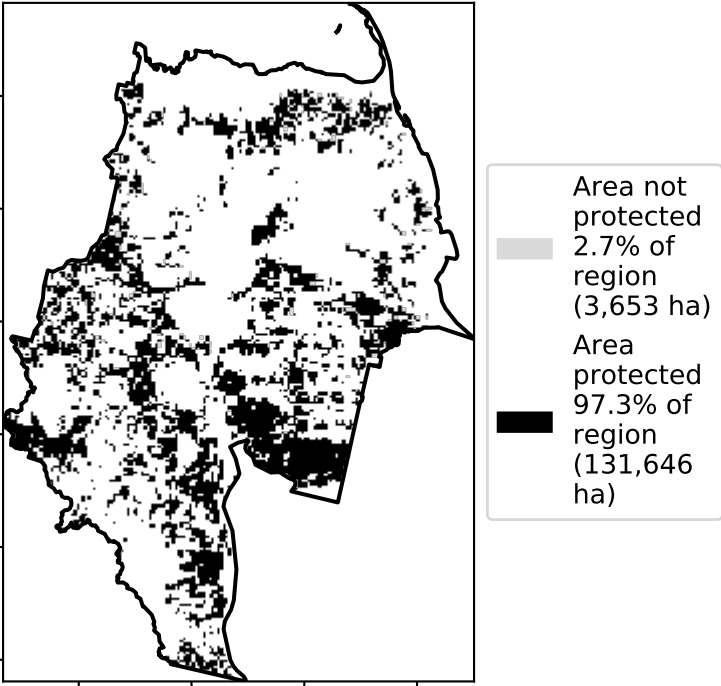 Area not
protected
2.7% of
region
(3,653 ha)
Area
protected
97.3% of
region
(131,646
ha)